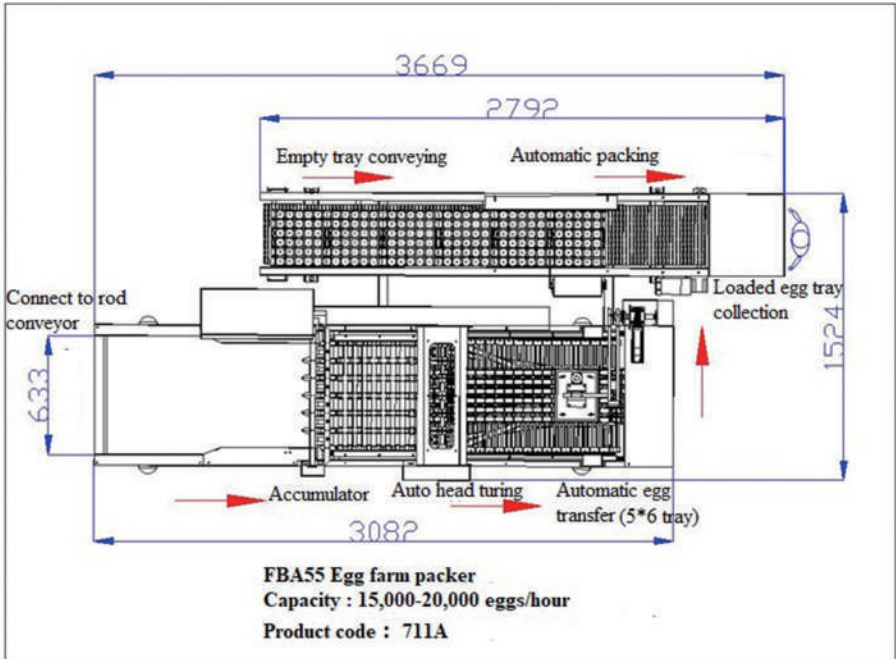 3669
2792
Empty tray conveying
Automatic packing
Connect to rod
conveyor
Loaded egg tray
collection
633
1524
Accumulator
Auto head turing
Automatic egg
transfer (5*6 tray)
3082
FBA55 Egg farm packer
Capacity : 15,000-20,000 eggs/hour
Product code : 711A